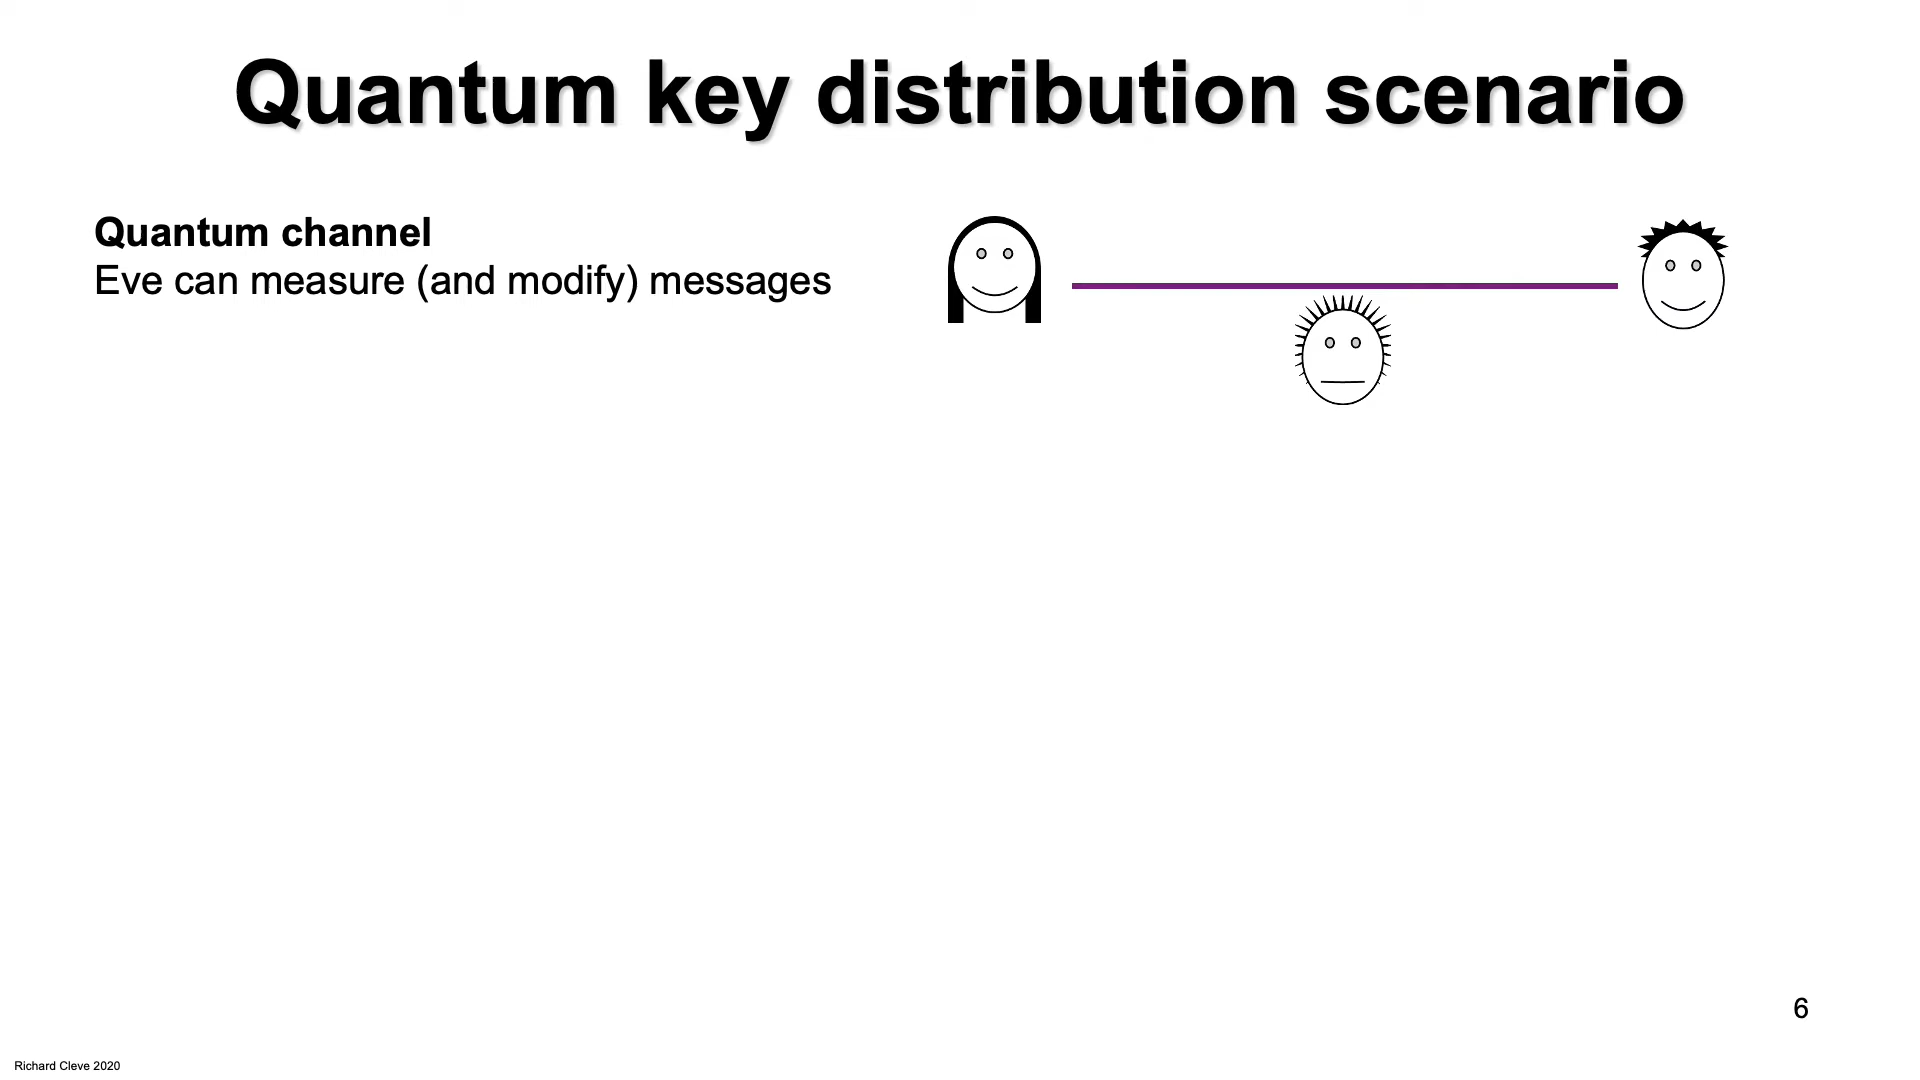 Quantum key distribution scenario
Quantum channel
Eve can measure (and modify) messages
6
Richard Cleve 2020